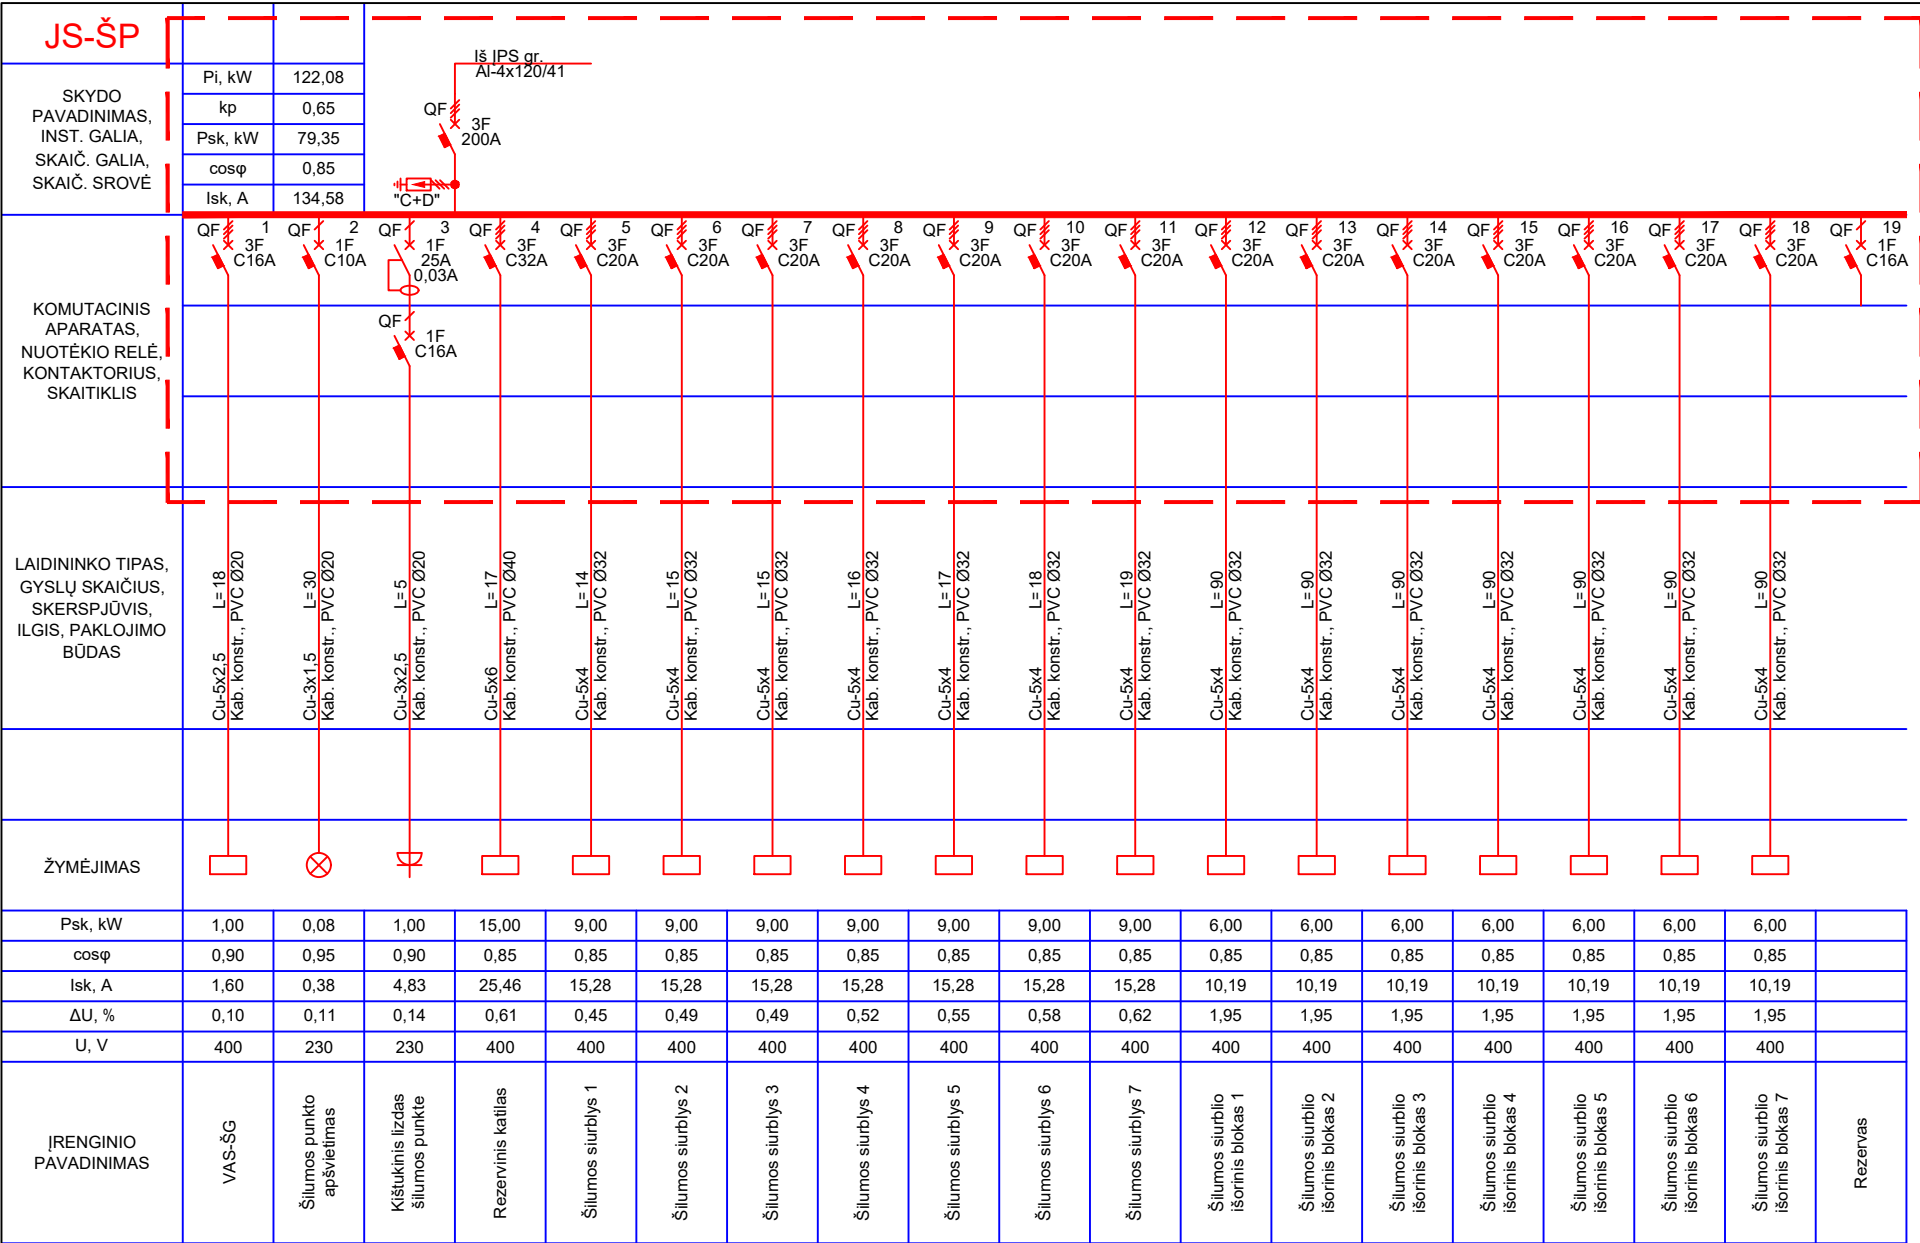 JS-ŠP
SKYDO
PAVADINIMAS,
INST. GALIA,
SKAIČ. GALIA,
SKAIČ. SROVĖ
Pi, kW 122,08
kp 0,65
Psk, kW 79,35
cosφ 0,85
Isk, A 134,58
Iš ĮPS gr.
Al-4x120/41
QF
3F
200A
"C+D"
KOMUTACINIS
APARATAS,
NUOTĖKIO RELĖ,
KONTAKTORIUS,
SKAITIKLIS
QF 1
3F
C16A
QF 2
1F
C10A
QF 3
1F
25A
0,03A
QF
1F
C16A
QF 4
3F
C32A
QF 5
3F
C20A
QF 6
3F
C20A
QF 7
3F
C20A
QF 8
3F
C20A
QF 9
3F
C20A
QF 10
3F
C20A
QF 11
3F
C20A
QF 12
3F
C20A
QF 13
3F
C20A
QF 14
3F
C20A
QF 15
3F
C20A
QF 16
3F
C20A
QF 17
3F
C20A
QF 18
3F
C20A
QF 19
1F
C16A
LAIDININKO TIPAS,
GYSLŲ SKAIČIUS,
SKERSPJŪVIS,
ILGIS, PAKLOJIMO
BŪDAS
Cu-5x2,5 L= 18
Kab. konstr., PVC Ø20
Cu-3x1,5 L= 30
Kab. konstr., PVC Ø20
Cu-3x2,5 L= 5
Kab. konstr., PVC Ø20
Cu-5x6 L= 17
Kab. konstr., PVC Ø40
Cu-5x4 L= 14
Kab. konstr., PVC Ø32
Cu-5x4 L= 15
Kab. konstr., PVC Ø32
Cu-5x4 L= 15
Kab. konstr., PVC Ø32
Cu-5x4 L= 16
Kab. konstr., PVC Ø32
Cu-5x4 L= 17
Kab. konstr., PVC Ø32
Cu-5x4 L= 18
Kab. konstr., PVC Ø32
Cu-5x4 L= 19
Kab. konstr., PVC Ø32
Cu-5x4 L= 90
Kab. konstr., PVC Ø32
Cu-5x4 L= 90
Kab. konstr., PVC Ø32
Cu-5x4 L= 90
Kab. konstr., PVC Ø32
Cu-5x4 L= 90
Kab. konstr., PVC Ø32
Cu-5x4 L= 90
Kab. konstr., PVC Ø32
Cu-5x4 L= 90
Kab. konstr., PVC Ø32
Cu-5x4 L= 90
Kab. konstr., PVC Ø32
ŽYMĖJIMAS
Psk, kW 1,00 0,08 1,00 15,00 9,00 9,00 9,00 9,00 9,00 9,00 9,00 6,00 6,00 6,00 6,00 6,00 6,00 6,00
cosφ 0,90 0,95 0,90 0,85 0,85 0,85 0,85 0,85 0,85 0,85 0,85 0,85 0,85 0,85 0,85 0,85 0,85 0,85
Isk, A 1,60 0,38 4,83 25,46 15,28 15,28 15,28 15,28 15,28 15,28 15,28 10,19 10,19 10,19 10,19 10,19 10,19 10,19
ΔU, % 0,10 0,11 0,14 0,61 0,45 0,49 0,49 0,52 0,55 0,58 0,62 1,95 1,95 1,95 1,95 1,95 1,95 1,95
U, V 400 230 230 400 400 400 400 400 400 400 400 400 400 400 400 400 400 400
ĮRENGINIO
PAVADINIMAS
VAS-ŠG
Šilumos punkto
apšvietimas
Kištukinis lizdas
šilumos punkte
Rezervinis katilas
Šilumos siurblys 1
Šilumos siurblys 2
Šilumos siurblys 3
Šilumos siurblys 4
Šilumos siurblys 5
Šilumos siurblys 6
Šilumos siurblys 7
Šilumos siurblio
išorinis blokas 1
Šilumos siurblio
išorinis blokas 2
Šilumos siurblio
išorinis blokas 3
Šilumos siurblio
išorinis blokas 4
Šilumos siurblio
išorinis blokas 5
Šilumos siurblio
išorinis blokas 6
Šilumos siurblio
išorinis blokas 7
Rezervas